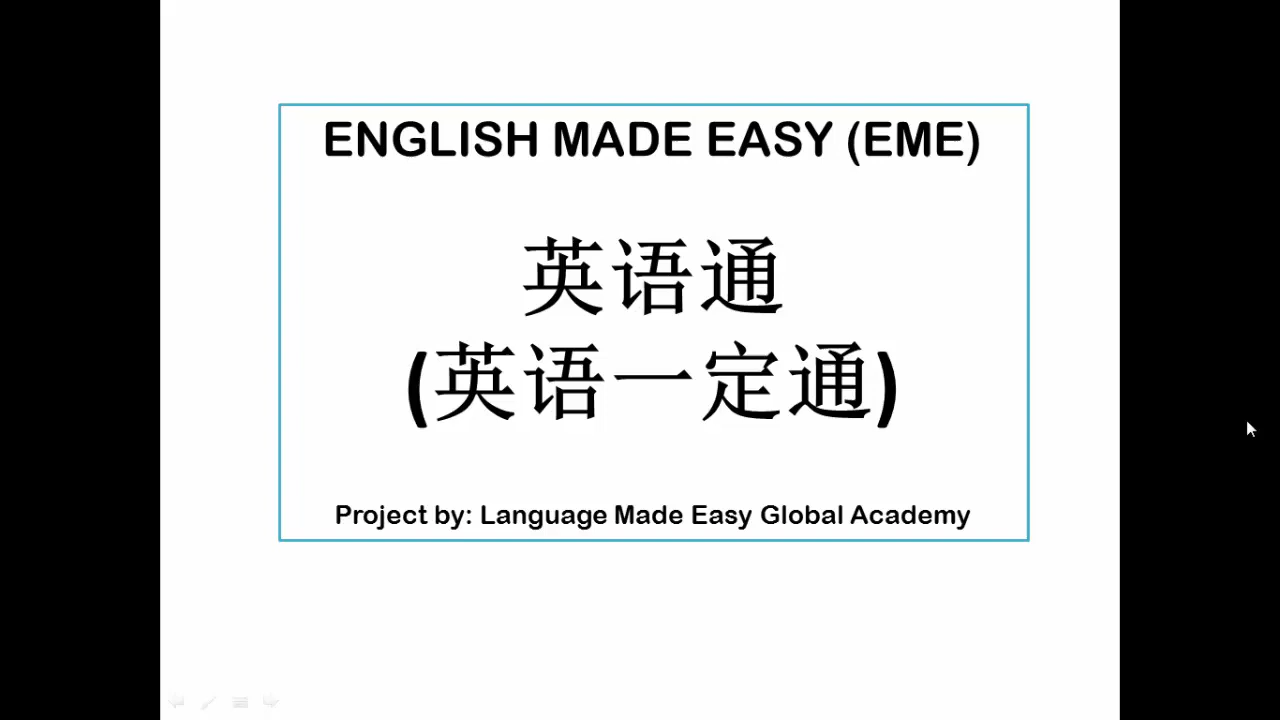 ENGLISH MADE EASY (EME)
英语通
(英语一定通)
Project by: Language Made Easy Global Academy